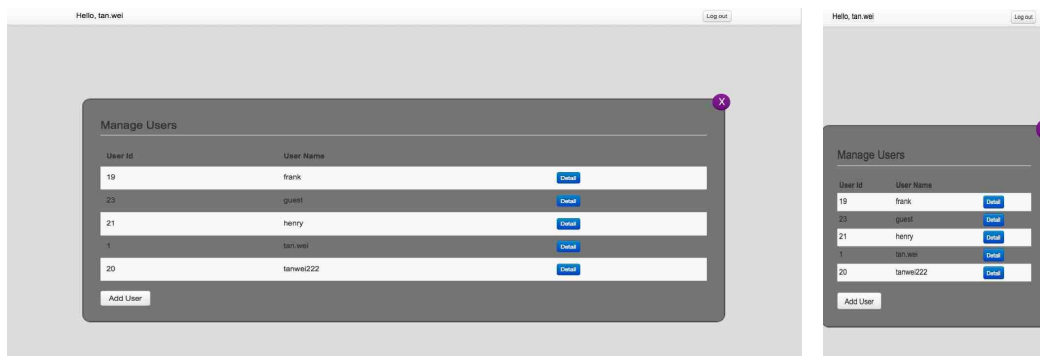 Hello, tan.wei Log out
X
Manage Users
User Id User Name
19 frank Detail
23 guest Detail
21 henry Detail
1 tan.wei Detail
20 tanwei222 Detail
Add User
Hello, tan.wei Log out
Manage Users
User Id User Name
19 frank Detail
23 guest Detail
21 henry Detail
1 tan.wei Detail
20 tanwei222 Detail
Add User